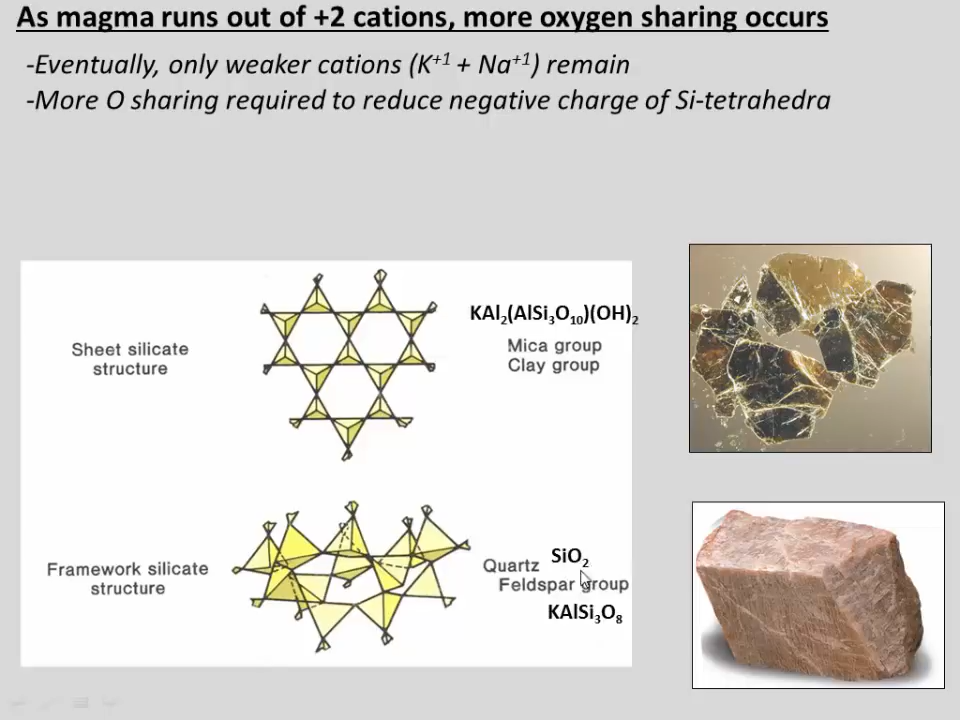 As magma runs out of +2 cations, more oxygen sharing occurs
-Eventually, only weaker cations (K⁺¹ + Na⁺¹) remain
-More O sharing required to reduce negative charge of Si-tetrahedra
KAl₂(AlSi₃O₁₀)(OH)₂
Sheet silicate
structure
Mica group
Clay group
Framework silicate
structure
Quartz SiO₂
Feldspar group
KAlSi₃O₈